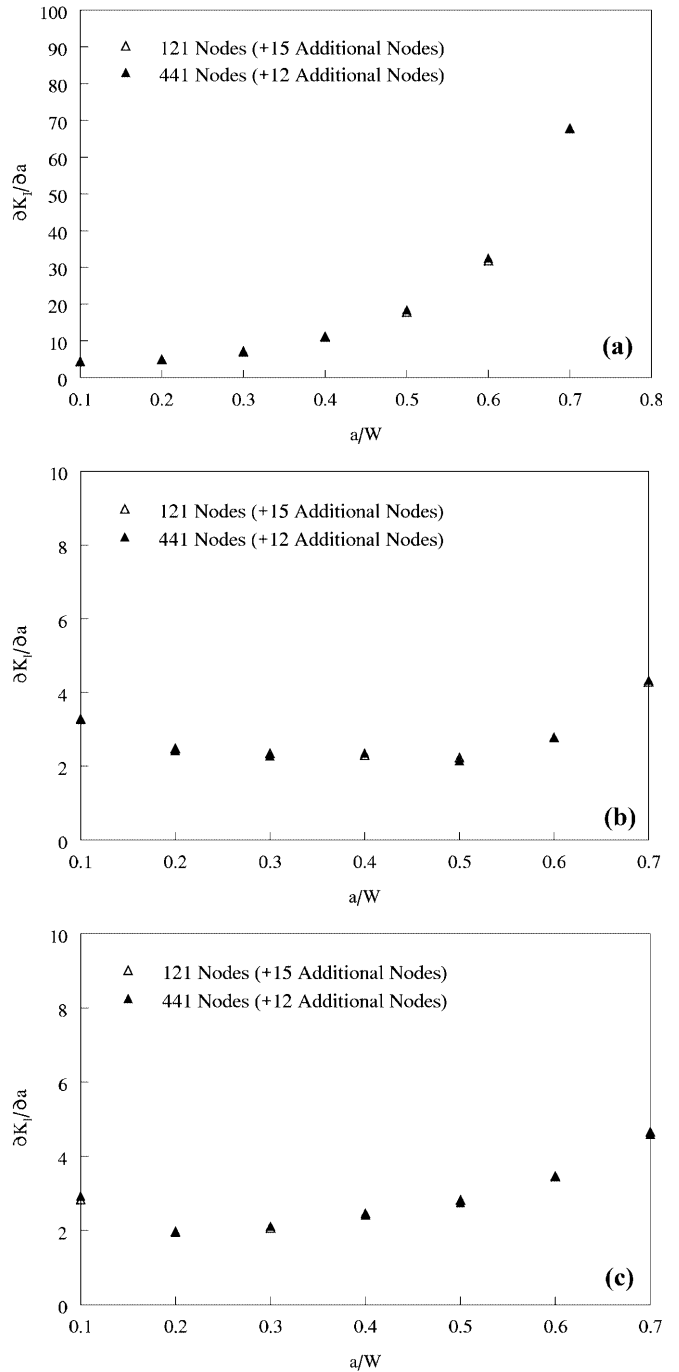 100
90
80
70
60
50
40
30
20
10
0
∂K_I/∂a
121 Nodes (+15 Additional Nodes)
441 Nodes (+12 Additional Nodes)
(a)
0.1 0.2 0.3 0.4 0.5 0.6 0.7 0.8
a/W
10
8
6
4
2
0
∂K_I/∂a
121 Nodes (+15 Additional Nodes)
441 Nodes (+12 Additional Nodes)
(b)
0.1 0.2 0.3 0.4 0.5 0.6 0.7
a/W
10
8
6
4
2
0
∂K_I/∂a
121 Nodes (+15 Additional Nodes)
441 Nodes (+12 Additional Nodes)
(c)
0.1 0.2 0.3 0.4 0.5 0.6 0.7
a/W